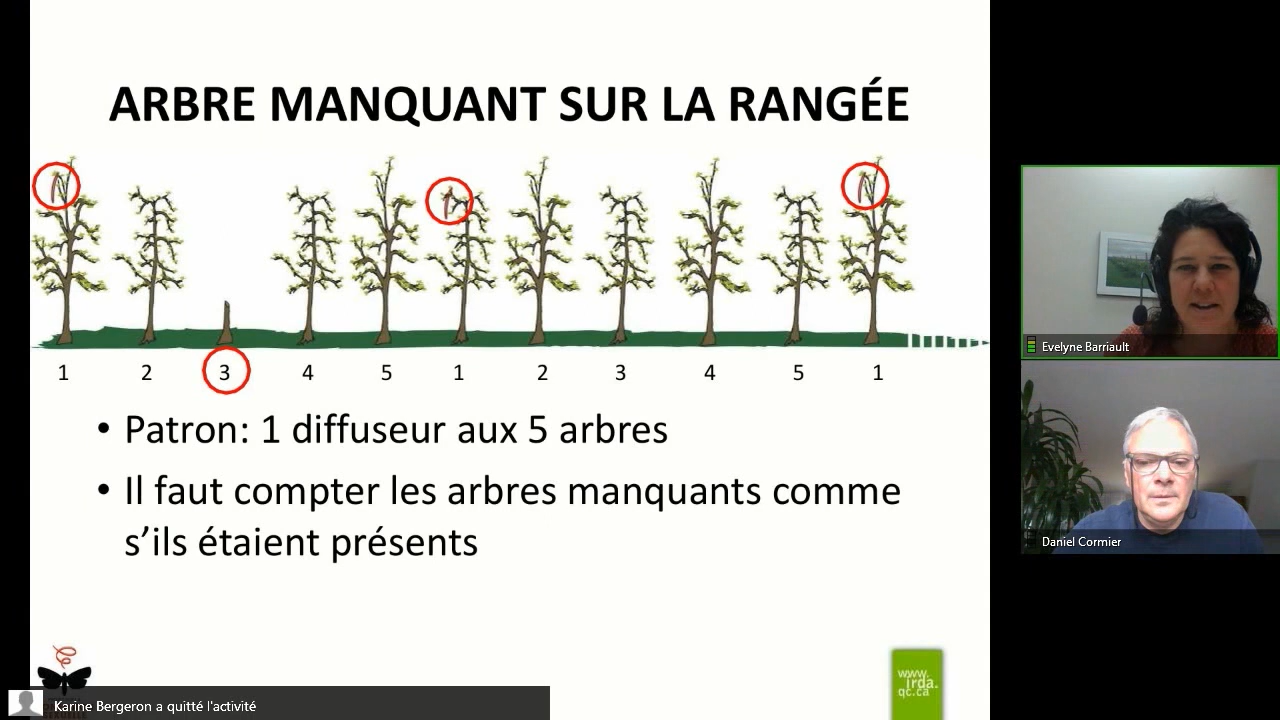 ARBRE MANQUANT SUR LA RANGÉE
1 2 3 4 5 1 2 3 4 5 1
• Patron: 1 diffuseur aux 5 arbres
• Il faut compter les arbres manquants comme
s’ils étaient présents
www.
irda.
qc.ca
Karine Bergeron a quitté l'activité
Evelyne Barriault
Daniel Cormier